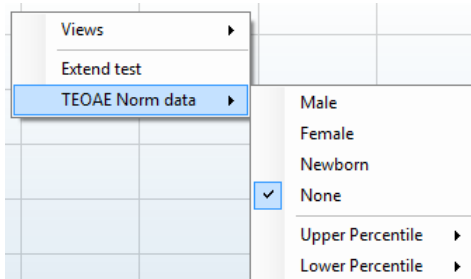 Views
Extend test
TEOAE Norm data
Male
Female
Newborn
None
Upper Percentile
Lower Percentile